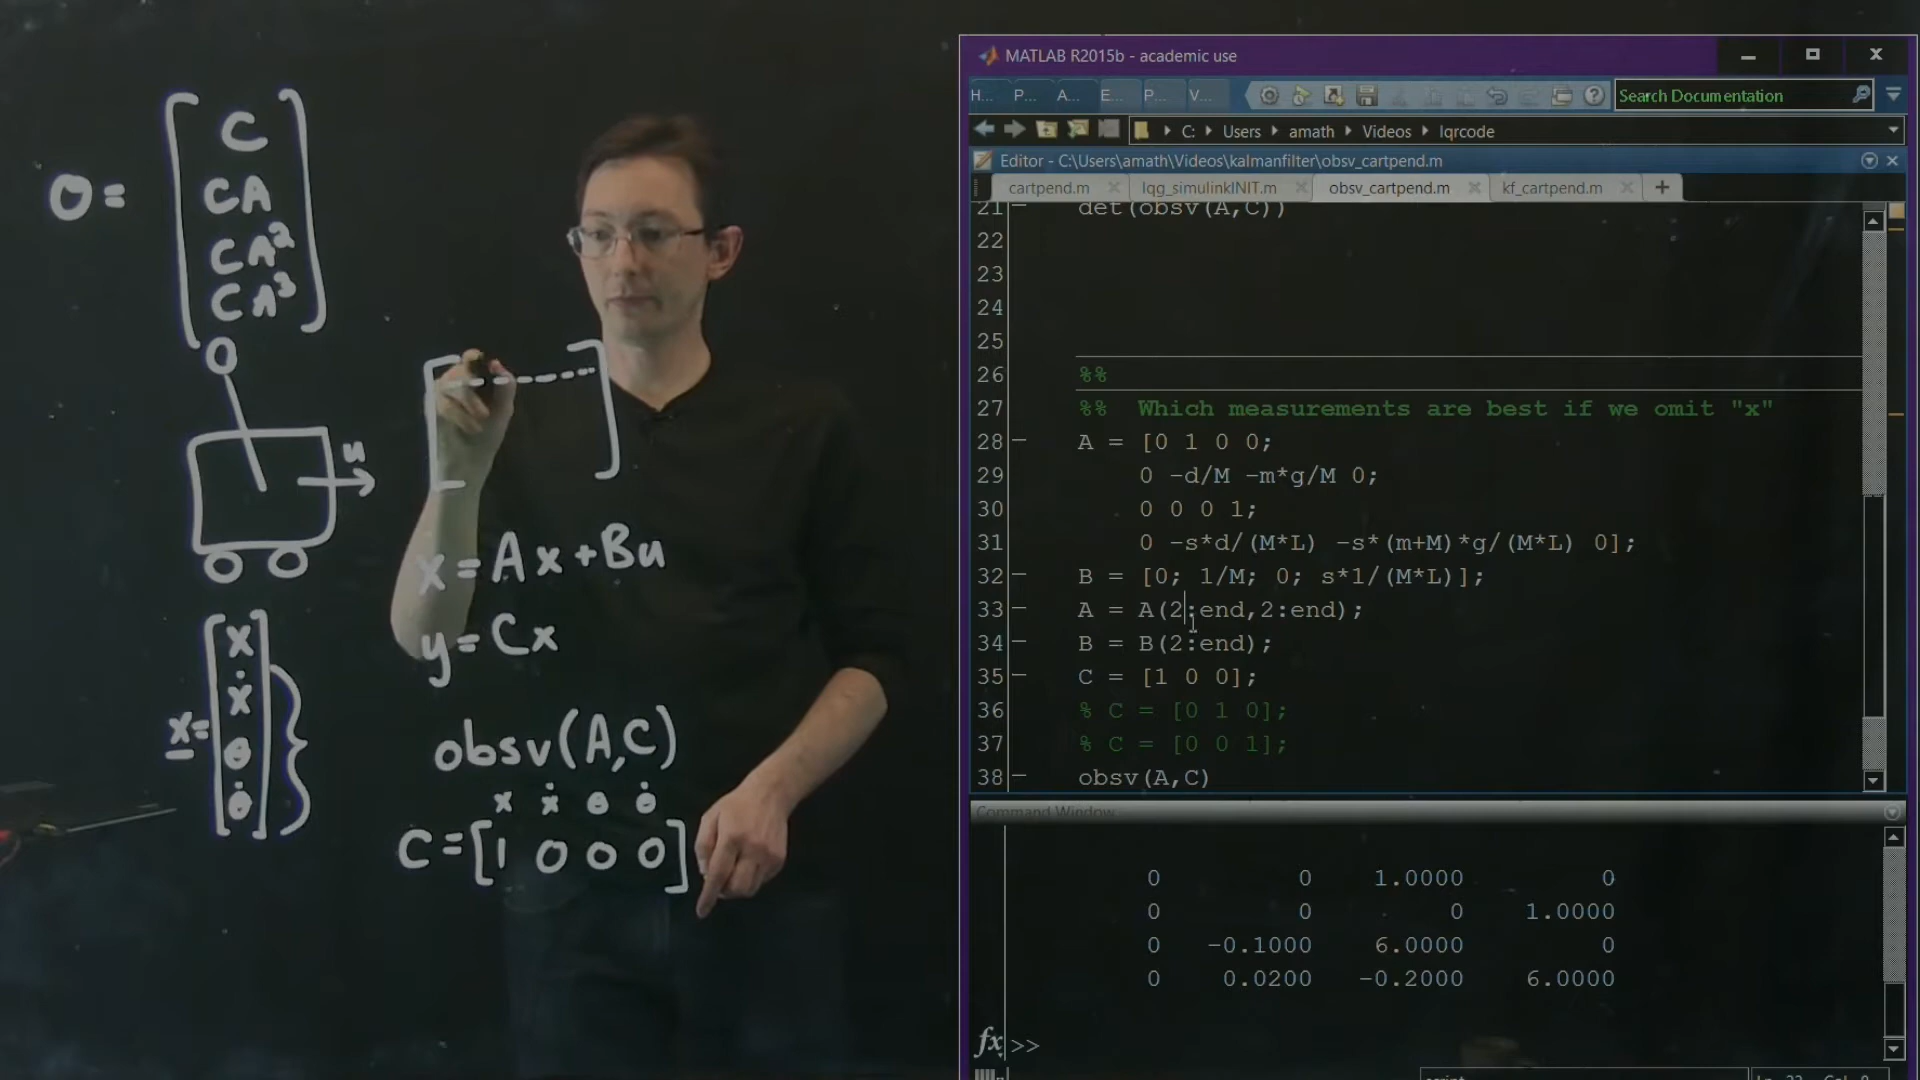 O = [ C
CA
CA²
CA³ ]
u
x = Ax + Bu
y = Cx
obsv(A,C)
x ẋ θ θ̇
C = [1 0 0 0]
x = [ x
ẋ
θ
θ̇ ]
MATLAB R2015b - academic use
H... P... A... E... P... V... Search Documentation
C: Users amath Videos lqrcode
Editor - C:\Users\amath\Videos\kalmanfilter\obsv_cartpend.m
cartpend.m lqg_simulinkINIT.m obsv_cartpend.m kf_cartpend.m
21 det(obsv(A,C))
22
23
24
25
26 %%
27 %% Which measurements are best if we omit "x"
28 A = [0 1 0 0;
29 0 -d/M -m*g/M 0;
30 0 0 0 1;
31 0 -s*d/(M*L) -s*(m+M)*g/(M*L) 0];
32 B = [0; 1/M; 0; s*1/(M*L)];
33 A = A(2:end,2:end);
34 B = B(2:end);
35 C = [1 0 0];
36 % C = [0 1 0];
37 % C = [0 0 1];
38 obsv(A,C)
Command Window
0 0 1.0000 0
0 0 0 1.0000
0 -0.1000 6.0000 0
0 0.0200 -0.2000 6.0000
fx >>